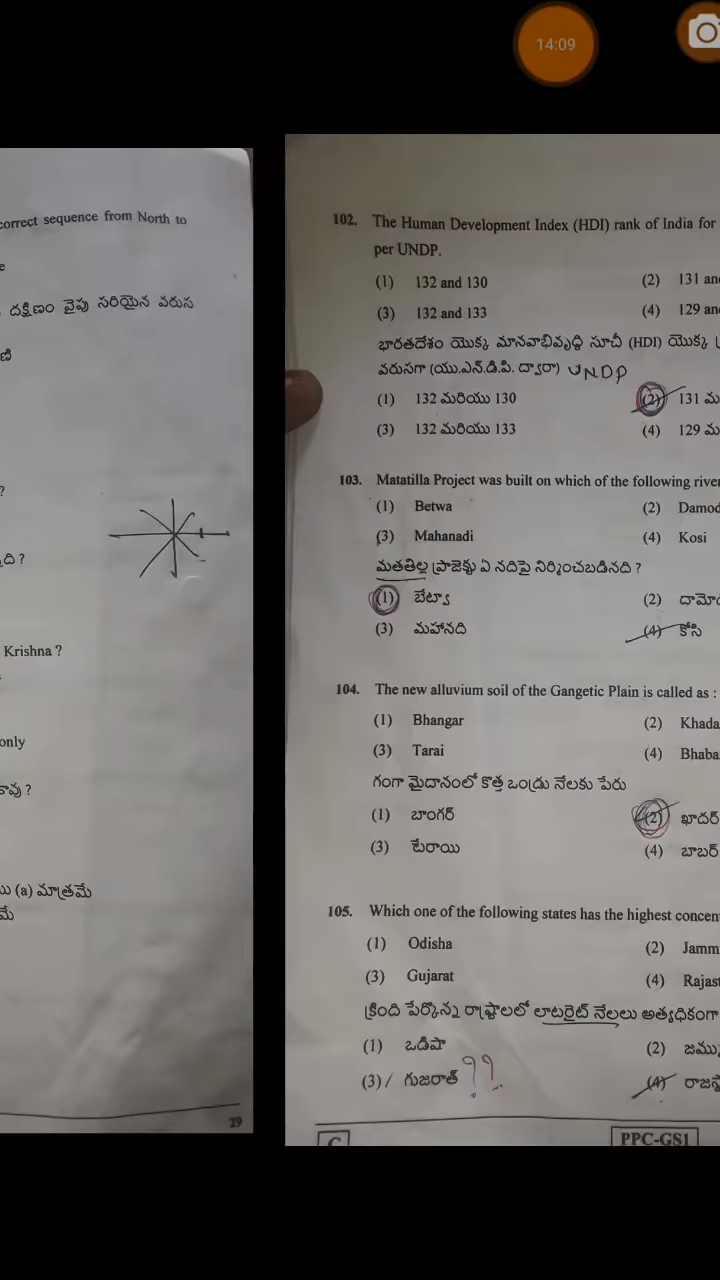 14:09
correct sequence from North to
దక్షిణం వైపు సరియైన వరుస
ణి
?
ది ?
Krishna ?
only
కావు ?
(a) మాత్రమే
మే
29
102. The Human Development Index (HDI) rank of India for
per UNDP.
(1) 132 and 130
(2) 131 an
(3) 132 and 133
(4) 129 an
భారతదేశం యొక్క మానవాభివృద్ధి సూచీ (HDI) యొక్క
వరుసగా (యు.ఎన్.డి.పి. ద్వారా) UNDP
(1) 132 మరియు 130
(2) 131 మ
(3) 132 మరియు 133
(4) 129 మ
103. Matatilla Project was built on which of the following rive
(1) Betwa
(2) Damod
(3) Mahanadi
(4) Kosi
మతతిల్ల ప్రాజెక్టు ఏ నదిపై నిర్మించబడినది ?
(1) బేట్వా
(2) దామో
(3) మహానది
(4) కోసి
104. The new alluvium soil of the Gangetic Plain is called as :
(1) Bhangar
(2) Khada
(3) Tarai
(4) Bhaba
గంగా మైదానంలో కొత్త ఒండ్రు నేలకు పేరు
(1) బాంగర్
(2) ఖాదర్
(3) టేరాయి
(4) బాబర్
105. Which one of the following states has the highest concen
(1) Odisha
(2) Jamm
(3) Gujarat
(4) Rajast
క్రింది పేర్కొన్న రాష్ట్రాలలో లాటరైట్ నేలలు అత్యధికంగా
(1) ఒడిషా
(2) జమ్ము
(3) / గుజరాత్ ??
(4) రాజస్
C
PPC-GS1